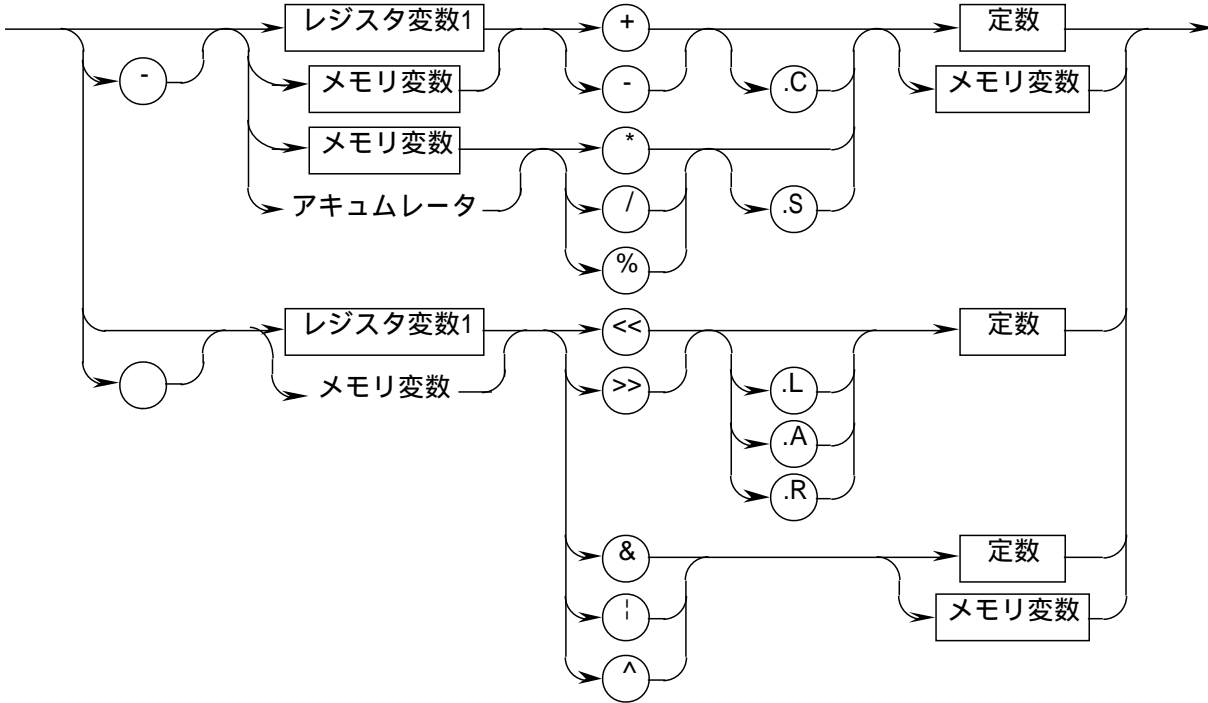 レジスタ変数1 + 定数
- メモリ変数 - .C メモリ変数
メモリ変数 *
アキュムレータ / .S
%
レジスタ変数1 << 定数
メモリ変数 >> .L
.A
.R
& 定数
¦ メモリ変数
^